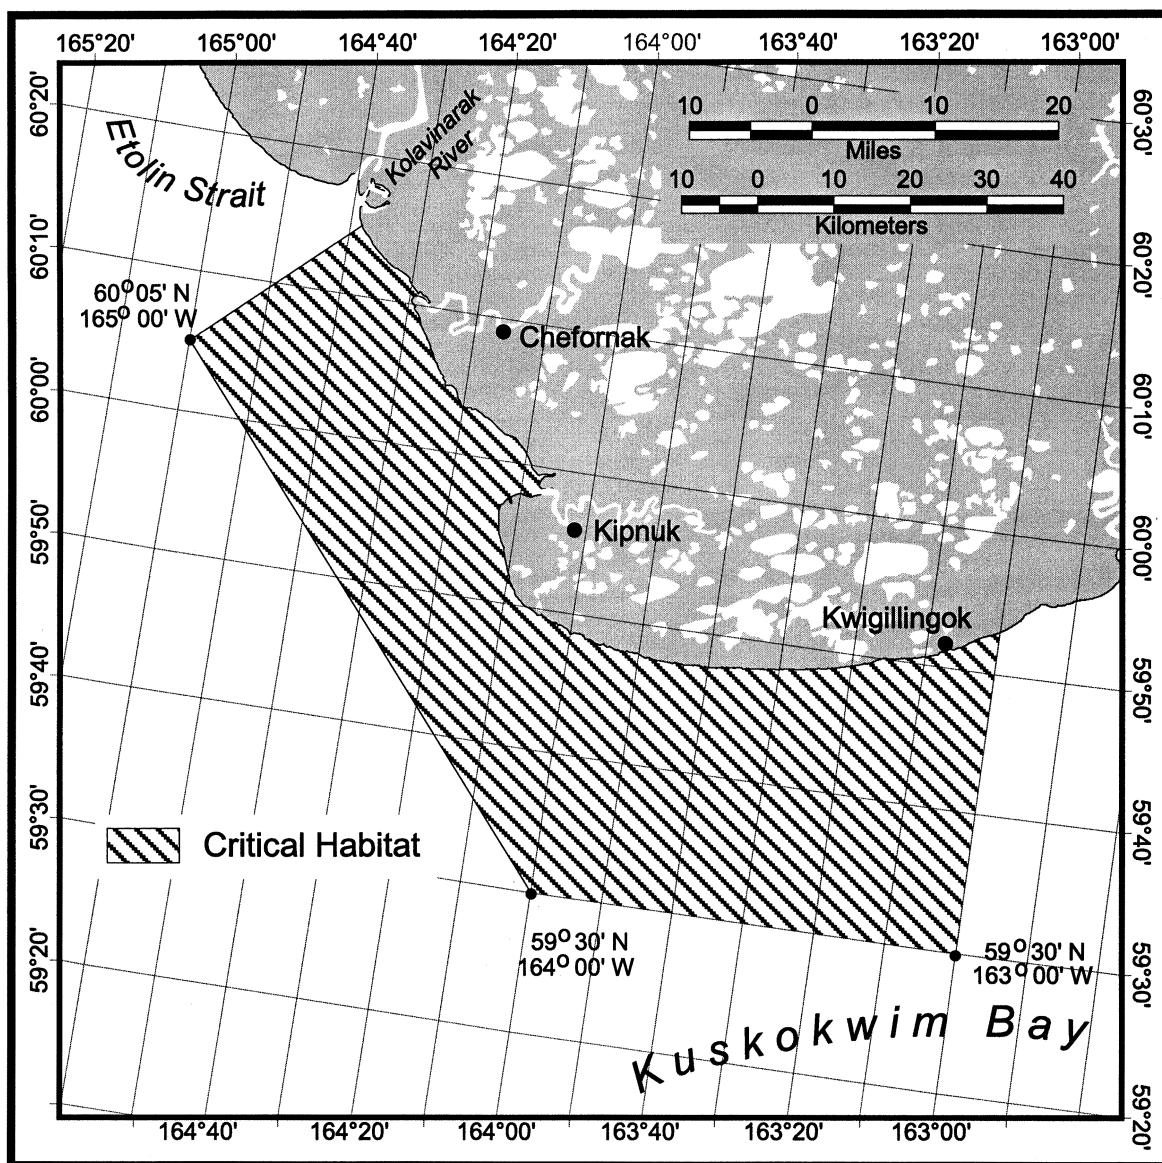 165°20' 165°00' 164°40' 164°20' 164°00' 163°40' 163°20' 163°00'
60°20'
60°10'
60°00'
59°50'
59°40'
59°30'
59°20'
60°30'
60°20'
60°10'
60°00'
59°50'
59°40'
59°30'
59°20'
10 0 10 20
Miles
10 0 10 20 30 40
Kilometers
Etolin Strait
Kolavinarak
River
60° 05' N
165° 00' W
Chefornak
Kipnuk
Kwigillingok
Critical Habitat
59° 30' N
164° 00' W
59° 30' N
163° 00' W
Kuskokwim Bay
164°40' 164°20' 164°00' 163°40' 163°20' 163°00'